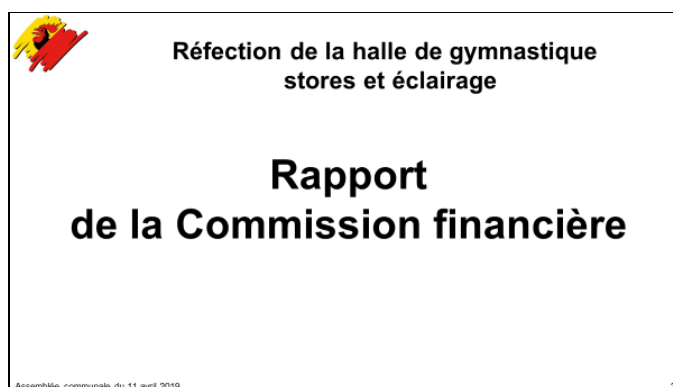 Réfection de la halle de gymnastique
stores et éclairage
Rapport
de la Commission financière
Assemblée communale du 11 avril 2019